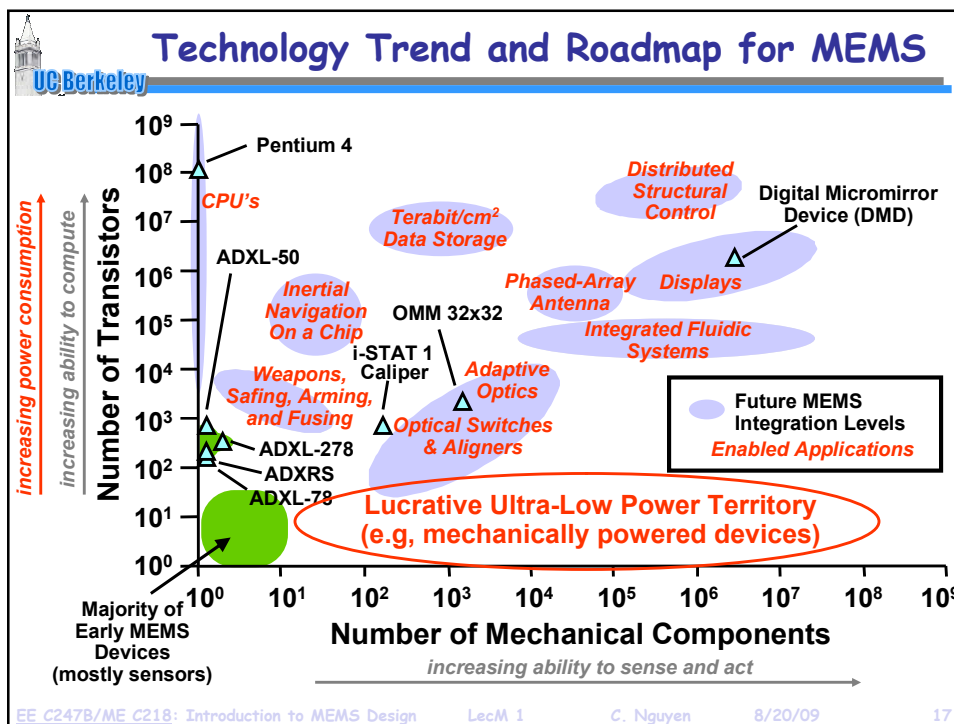 Technology Trend and Roadmap for MEMS
UC Berkeley
increasing power consumption
increasing ability to compute
Number of Transistors
10⁹
10⁸
10⁷
10⁶
10⁵
10⁴
10³
10²
10¹
10⁰
Pentium 4
CPU's
ADXL-50
Terabit/cm²
Data Storage
Distributed
Structural
Control
Digital Micromirror
Device (DMD)
Inertial
Navigation
On a Chip
OMM 32x32
Phased-Array
Antenna
Displays
Integrated Fluidic
Systems
i-STAT 1
Caliper
Weapons,
Safing, Arming,
and Fusing
Adaptive
Optics
Optical Switches
& Aligners
Future MEMS
Integration Levels
Enabled Applications
ADXL-278
ADXRS
ADXL-78
Lucrative Ultra-Low Power Territory
(e.g, mechanically powered devices)
10⁰ 10¹ 10² 10³ 10⁴ 10⁵ 10⁶ 10⁷ 10⁸ 10⁹
Majority of
Early MEMS
Devices
(mostly sensors)
Number of Mechanical Components
increasing ability to sense and act
EE C247B/ME C218: Introduction to MEMS Design LecM 1 C. Nguyen 8/20/09 17